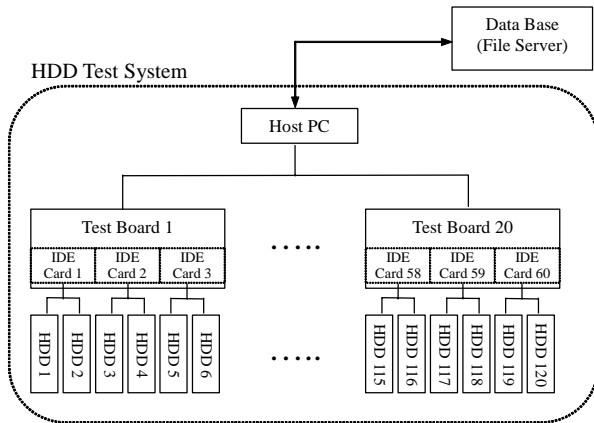 Data Base
(File Server)
HDD Test System
Host PC
Test Board 1
.....
Test Board 20
IDE
Card 1
IDE
Card 2
IDE
Card 3
IDE
Card 58
IDE
Card 59
IDE
Card 60
HDD 1
HDD 2
HDD 3
HDD 4
HDD 5
HDD 6
.....
HDD 115
HDD 116
HDD 117
HDD 118
HDD 119
HDD 120